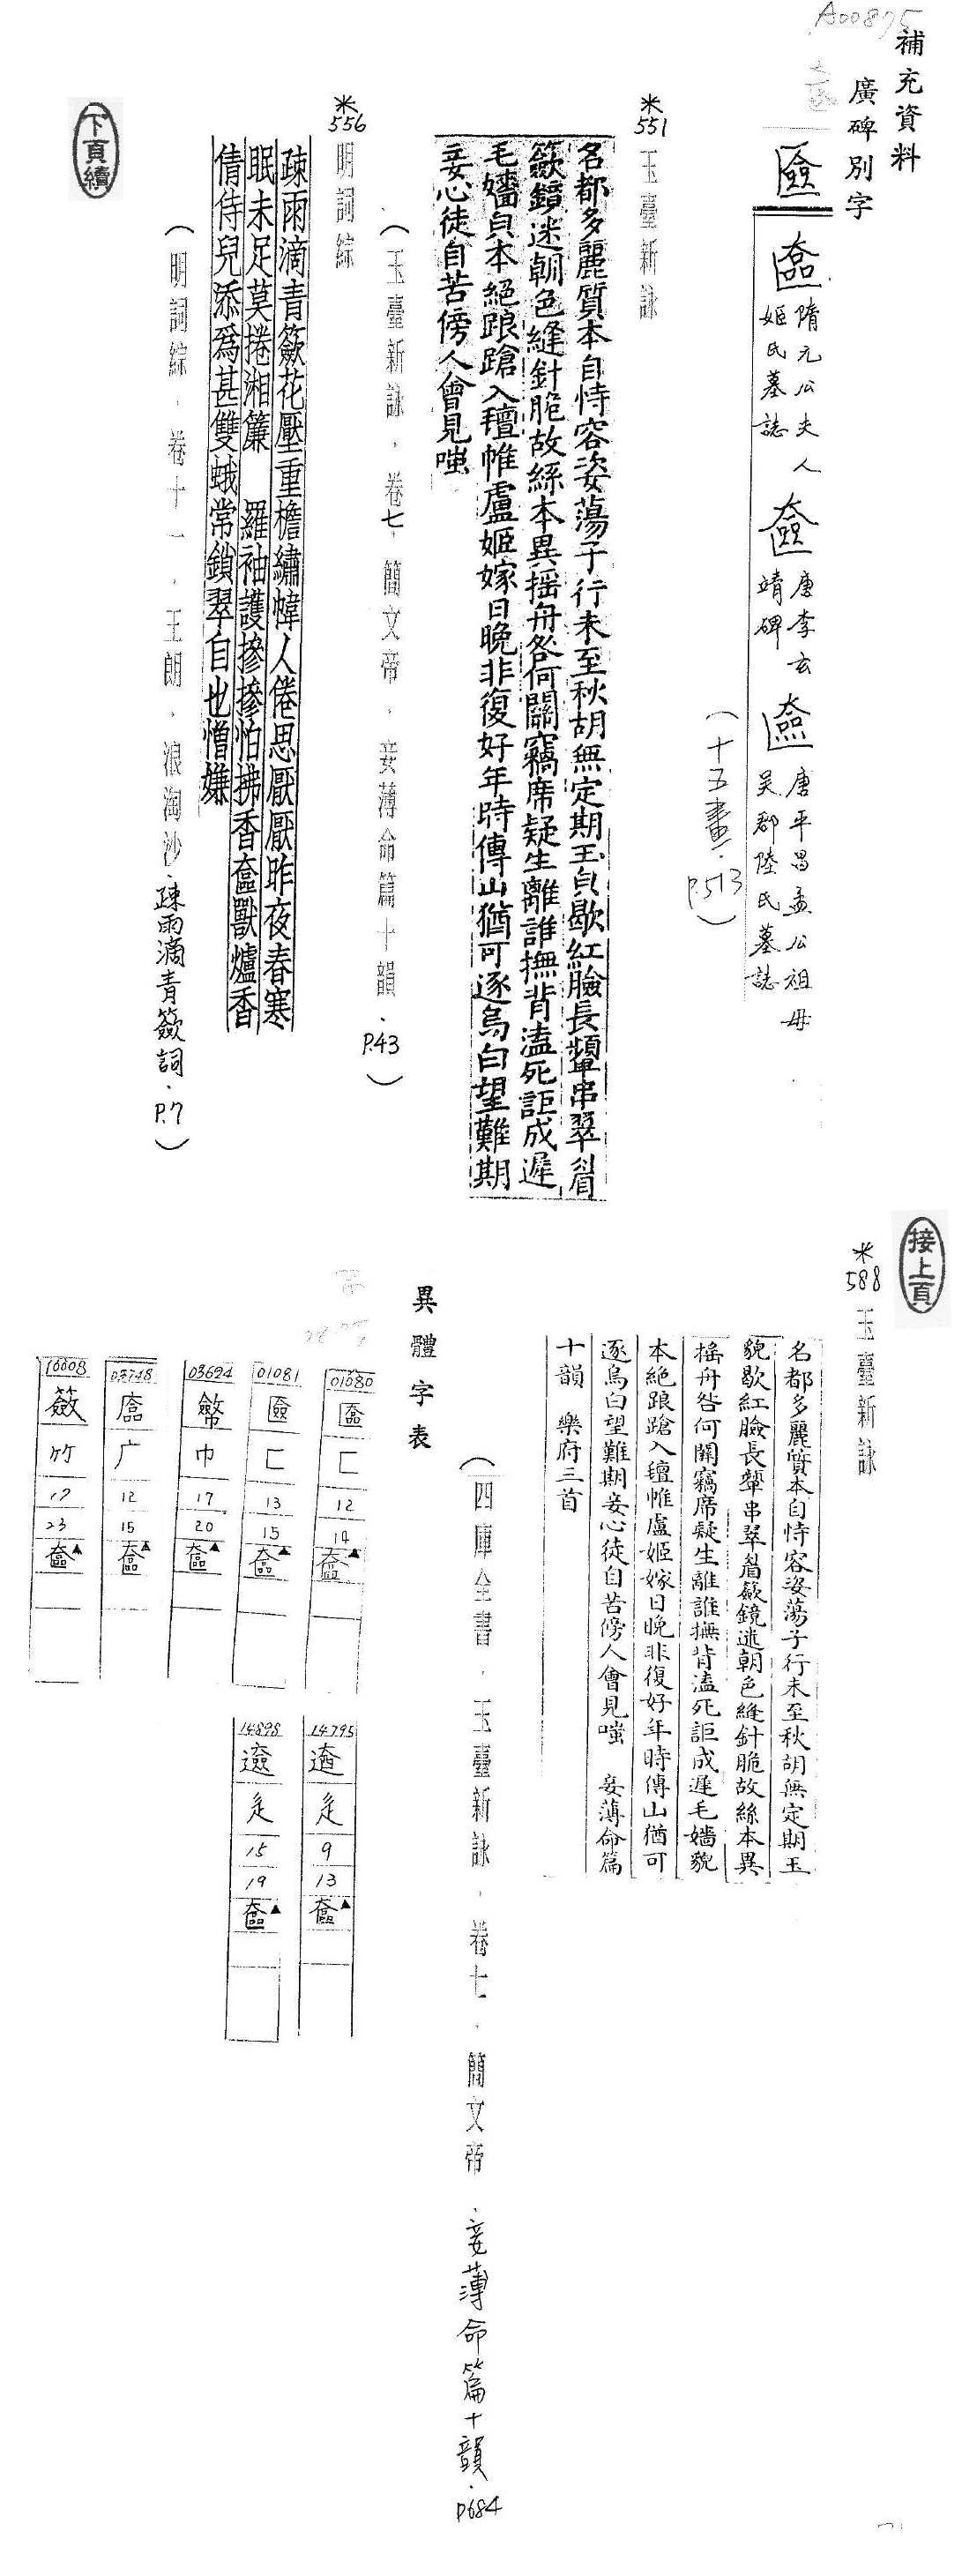 A00875
補充資料
廣碑別字
匳
奩 隋元公夫人姬氏墓誌 奩 唐李玄靖碑 奩 唐平昌孟公祖母吳郡陸氏墓誌
(十五畫.P.513)
*551 玉臺新詠
名都多麗質本自恃容姿蕩子行未至秋胡無定期玉皃歇紅臉長顰串翠眉
籨鏡迷朝色縫針脆故絲本異搖舟咎何關竊席疑生離誰撫背溘死詎成遲
毛嬙皃本絕踉蹌入氊帷盧姬嫁日晚非復好年時傳山猶可逐烏白望難期
妾心徒自苦傍人會見嗤
(玉臺新詠.卷七.簡文帝.妾薄命篇十韻.P.43)
*556 明詞綜
疎雨滴青籢花壓重檐繡幃人倦思厭厭昨夜春寒
眠未足莫捲湘簾 羅袖護摻摻怕拂香奩獸爐香
倩侍兒添爲甚雙蛾常鎖翠自也憎嫌
(明詞綜.卷十一.王朗.浪淘沙.疎雨滴青籢詞.P.7)
下頁續
接上頁
*588 玉臺新詠
名都多麗質本自恃容姿蕩子行未至秋胡無定期玉
貌歇紅臉長顰串翠眉籢鏡迷朝色縫針脆故絲本異
搖舟咎何關竊席疑生離誰撫背溘死詎成遲毛嬙貌
本絕踉蹌入氊帷盧姬嫁日晚非復好年時傳山猶可
逐烏白望難期妾心徒自苦傍人會見嗤 妾薄命篇
十韻 樂府三首
(四庫全書.玉臺新詠.卷七.簡文帝.妾薄命篇十韻.P684
異體字表
01080 匲 匚 12 14 奩▲
01081 匳 匚 13 15 奩▲
03624 巾 17 20 奩▲
03748 广 12 15 奩▲
10008 籨 竹 17 23 奩▲
14795 辵 9 13 奩▲
14898 辵 15 19 奩▲